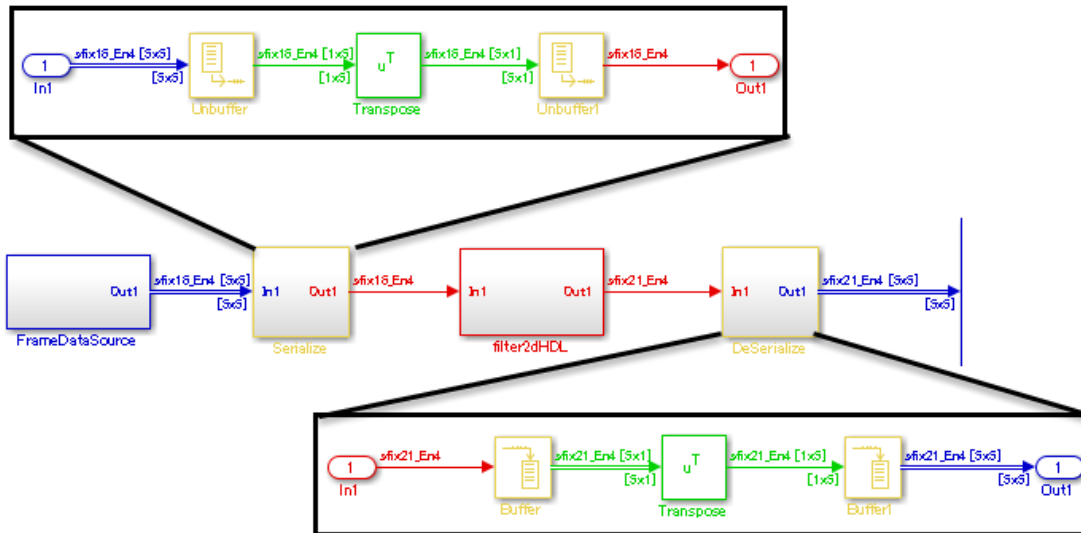 1
In1
sfix16_En4 [5x5]
[5x5]
Unbuffer
sfix16_En4 [1x5]
[1x5]
uT
Transpose
sfix16_En4 [5x1]
[5x1]
Unbuffer1
sfix16_En4
1
Out1
Out1
FrameDataSource
sfix16_En4 [5x5]
[5x5]
In1 Out1
Serialize
sfix16_En4
In1 Out1
filter2dHDL
sfix21_En4
In1 Out1
DeSerialize
sfix21_En4 [5x5]
[5x5]
1
In1
sfix21_En4
Buffer
sfix21_En4 [5x1]
[5x1]
uT
Transpose
sfix21_En4 [1x5]
[1x5]
Buffer1
sfix21_En4 [5x5]
[5x5]
1
Out1